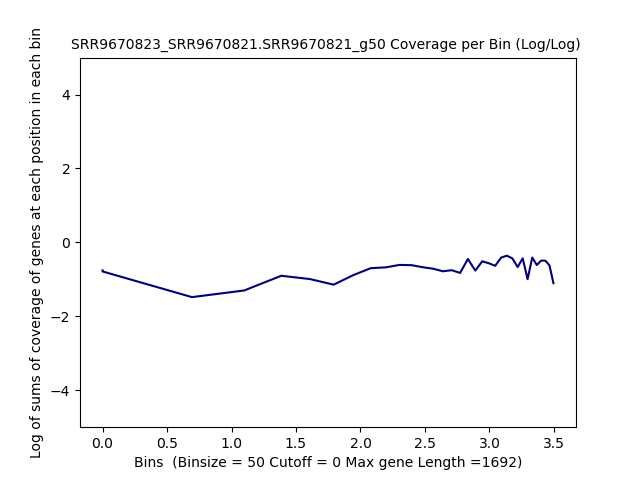 SRR9670823_SRR9670821.SRR9670821_g50 Coverage per Bin (Log/Log)
Log of sums of coverage of genes at each position in each bin
4
2
0
−2
−4
0.0 0.5 1.0 1.5 2.0 2.5 3.0 3.5
Bins  (Binsize = 50 Cutoff = 0 Max gene Length =1692)